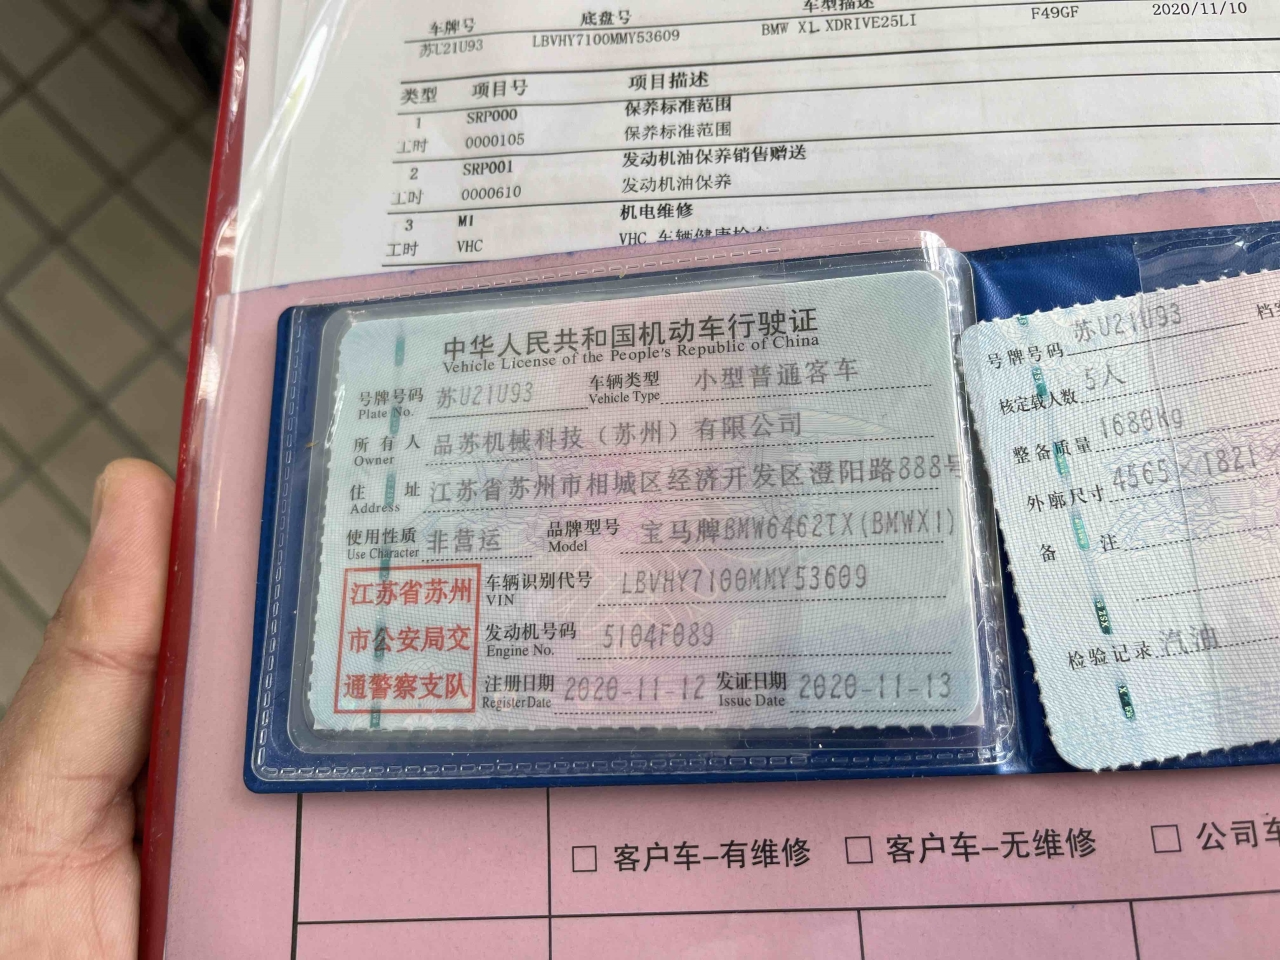 车牌号 底盘号 车型描述
苏U21U93 LBVHY7100MMY53609 BMW X1 XDRIVE25LI F49GF 2020/11/10
类型 项目号 项目描述
1 SRP000 保养标准范围
工时 0000105 保养标准范围
2 SRP001 发动机油保养销售赠送
工时 0000610 发动机油保养
3 MI 机电维修
工时 VHC VHC 车辆健康检查
中华人民共和国机动车行驶证
Vehicle License of the People's Republic of China
号牌号码 苏U21U93 车辆类型 小型普通客车
Plate No. Vehicle Type
所有人 品苏机械科技（苏州）有限公司
Owner
住址 江苏省苏州市相城区经济开发区澄阳路888号
Address
使用性质 非营运 品牌型号 宝马牌BMW6462TX(BMWX1)
Use Character Model
江苏省苏州
市公安局交
通警察支队
车辆识别代号 LBVHY7100MMY53609
VIN
发动机号码 5104F089
Engine No.
注册日期 2020-11-12 发证日期 2020-11-13
Register Date Issue Date
号牌号码 苏U21U93
核定载人数 5人
整备质量 1680Kg
外廓尺寸 4565×1821×
备注
检验记录 汽油
□ 客户车-有维修 □ 客户车-无维修 □ 公司车